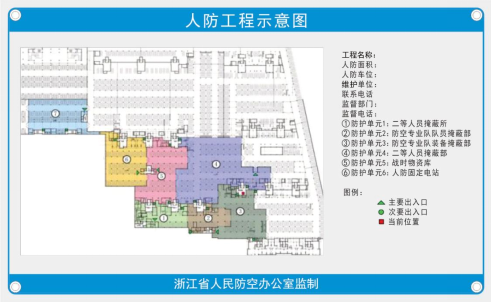 人防工程示意图
工程名称：
人防面积：
人防车位：
维护单位：
联系电话
监督部门：
监督电话：
①防护单元1：二等人员掩蔽所
②防护单元2：防空专业队队员掩蔽部
③防护单元3：防空专业队装备掩蔽部
④防护单元4：二等人员掩蔽部
⑤防护单元5：战时物资库
⑥防护单元6：人防固定电站
图例：
主要出入口
次要出入口
当前位置
浙江省人民防空办公室监制